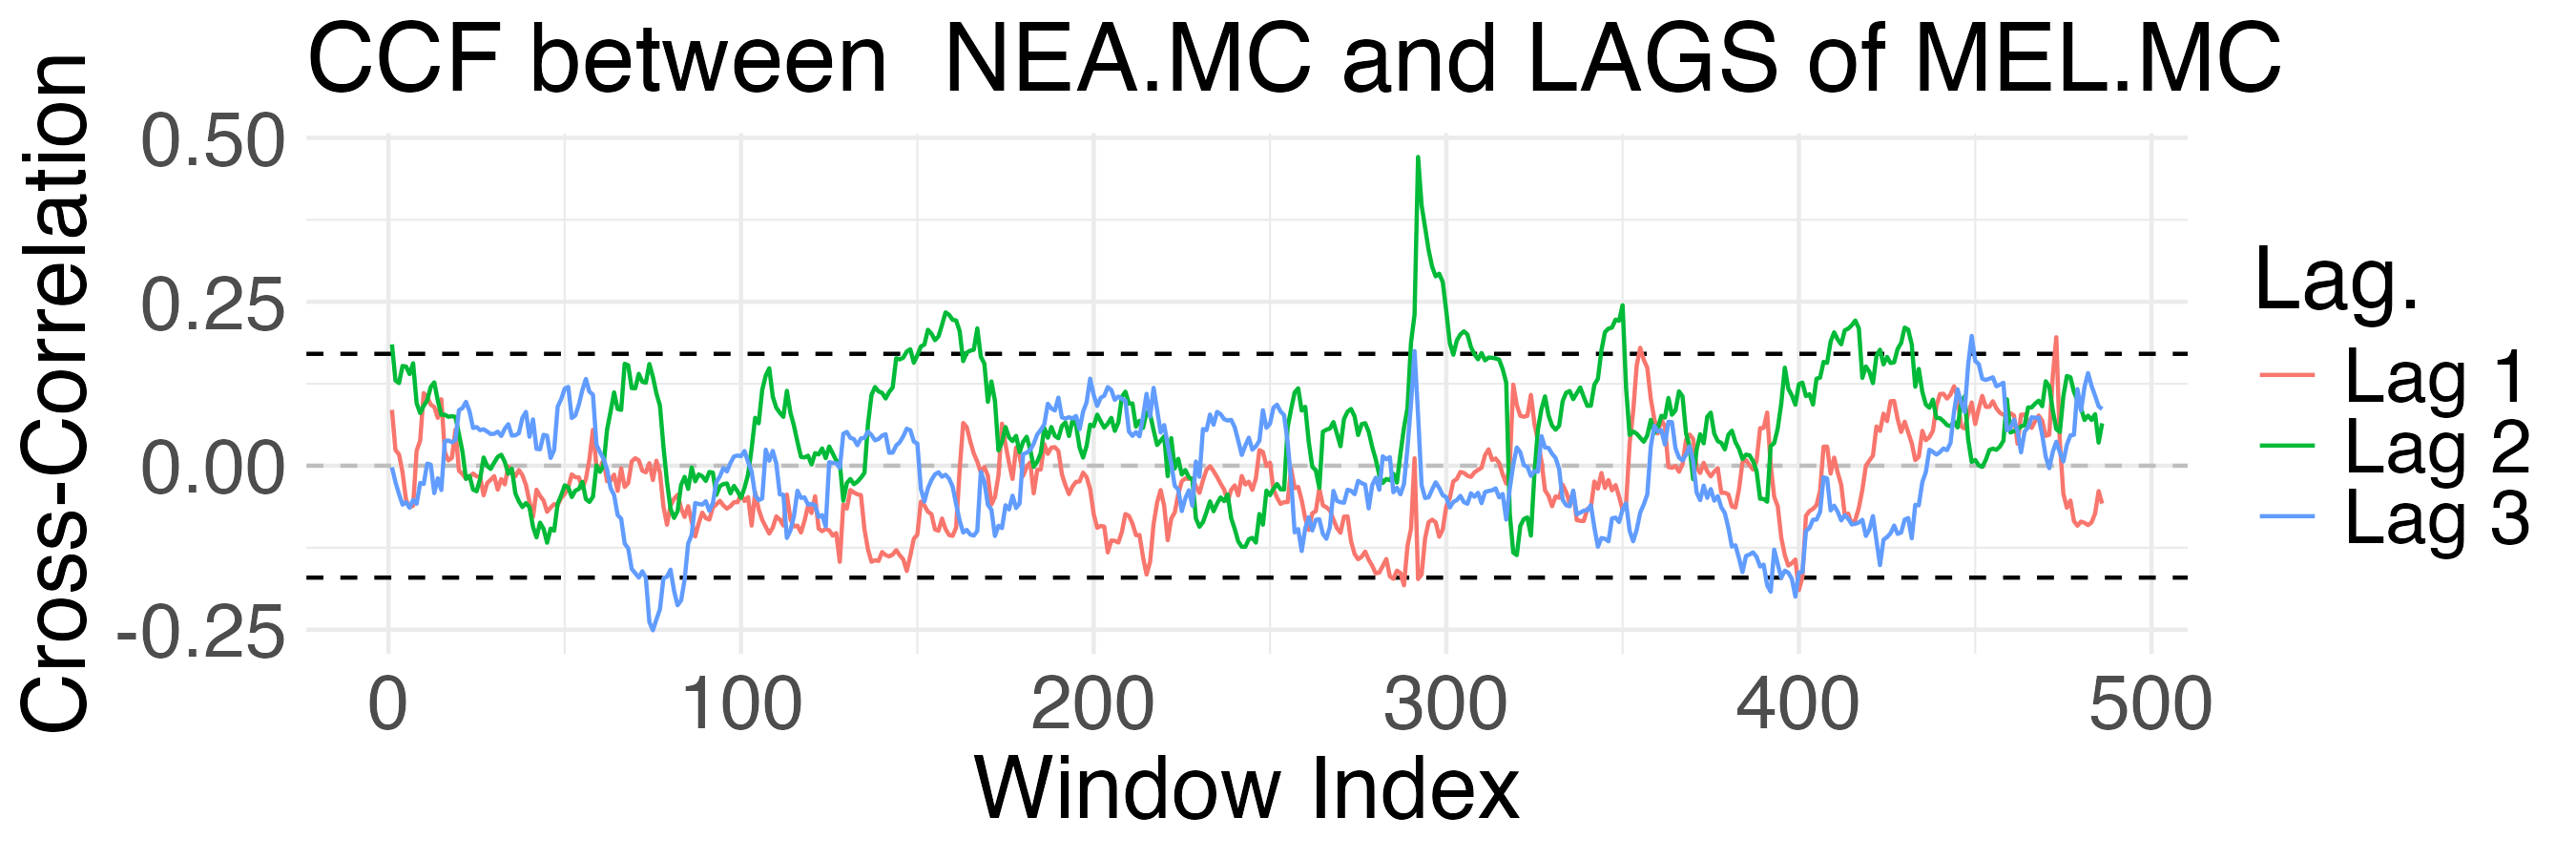 CCF between  NEA.MC and LAGS of MEL.MC
Cross-Correlation
0.50
0.25
0.00
-0.25
0 100 200 300 400 500
Window Index
Lag.
Lag 1
Lag 2
Lag 3